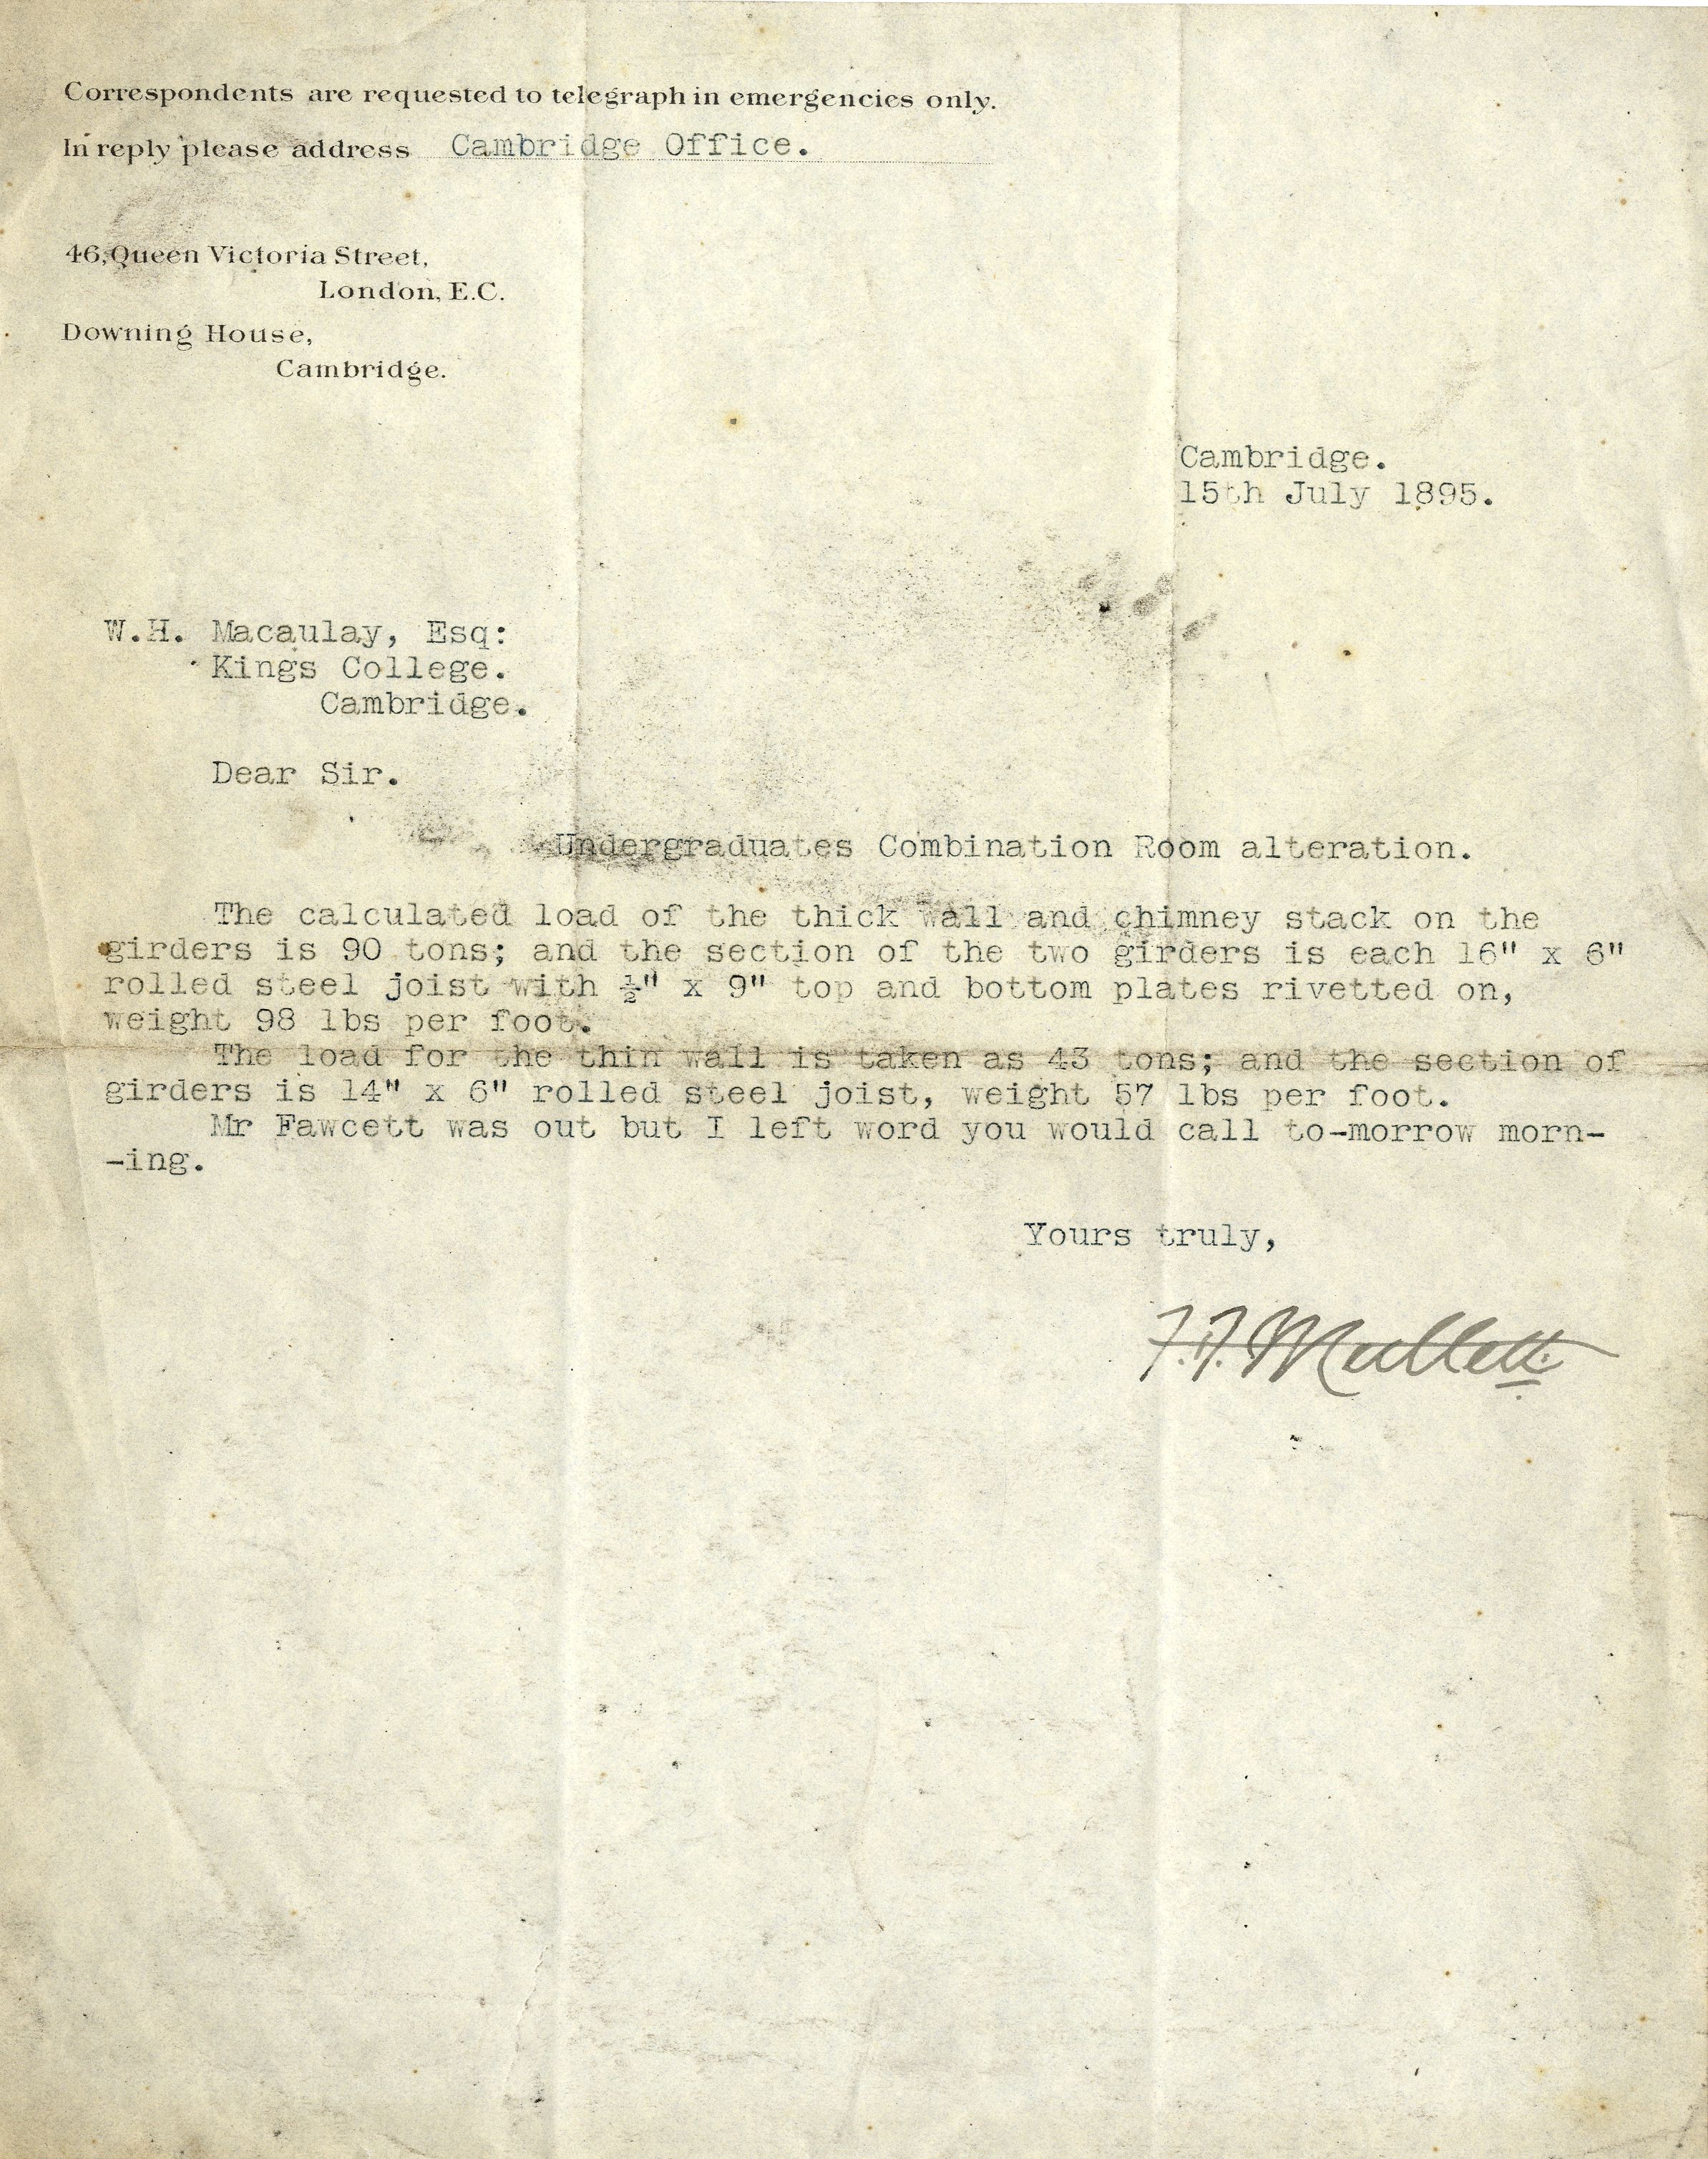 Correspondents are requested to telegraph in emergencies only.
In reply please address Cambridge Office.
46, Queen Victoria Street,
London, E.C.
Downing House,
Cambridge.
Cambridge.
15th July 1895.
W.H. Macaulay, Esq:
Kings College.
Cambridge.
Dear Sir.
Undergraduates Combination Room alteration.
The calculated load of the thick wall and chimney stack on the
girders is 90 tons; and the section of the two girders is each 16" x 6"
rolled steel joist with ½" x 9" top and bottom plates rivetted on,
weight 98 lbs per foot.
The load for the thin wall is taken as 43 tons; and the section of
girders is 14" x 6" rolled steel joist, weight 57 lbs per foot.
Mr Fawcett was out but I left word you would call to-morrow morn-
-ing.
Yours truly,
F.F. Mullett.